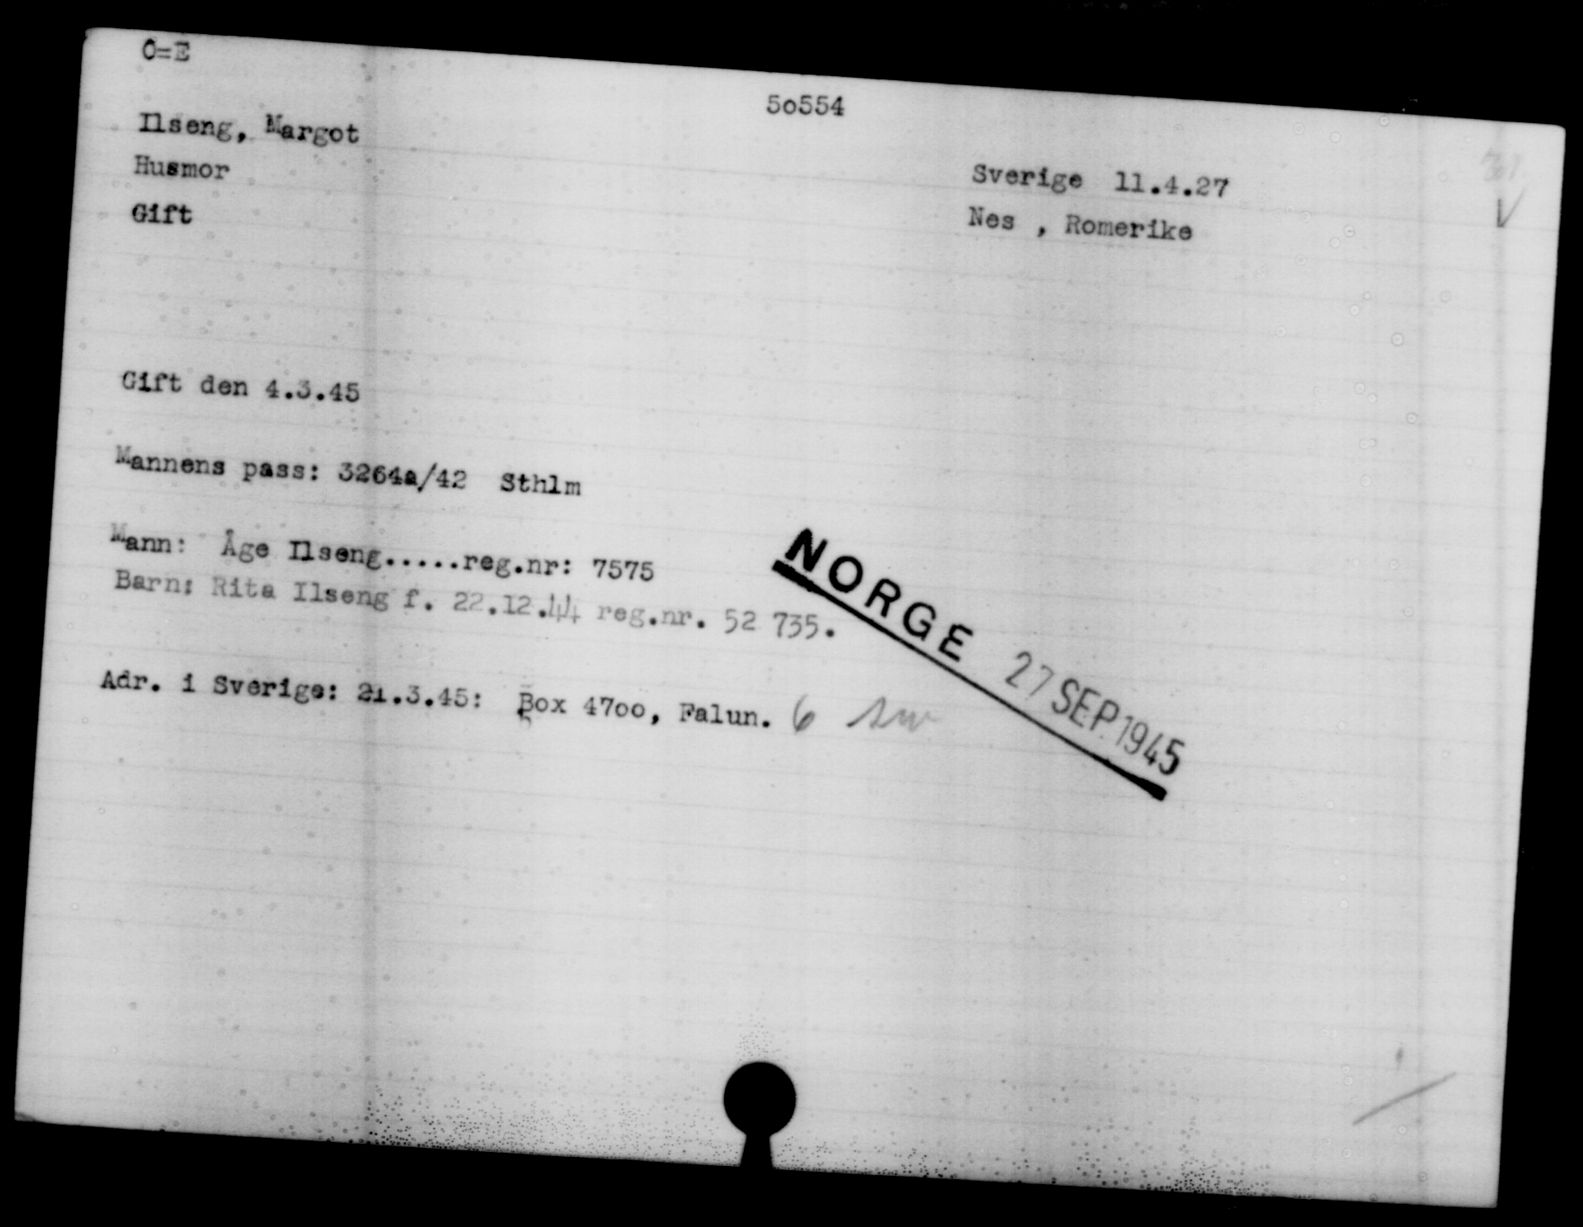 O=E
50554
Ilseng, Margot
Husmor
Gift
Sverige 11.4.27
Nes , Romerike
V
Gift den 4.3.45
Mannens pass: 3264a/42 Sthlm
Mann: Åge Ilseng.....reg.nr: 7575
Barn: Rita Ilseng f. 22.12.44 reg.nr. 52 735.
Adr. i Sverige: 21.3.45: Box 4700, Falun. 6
NORGE 27 SEP. 1945